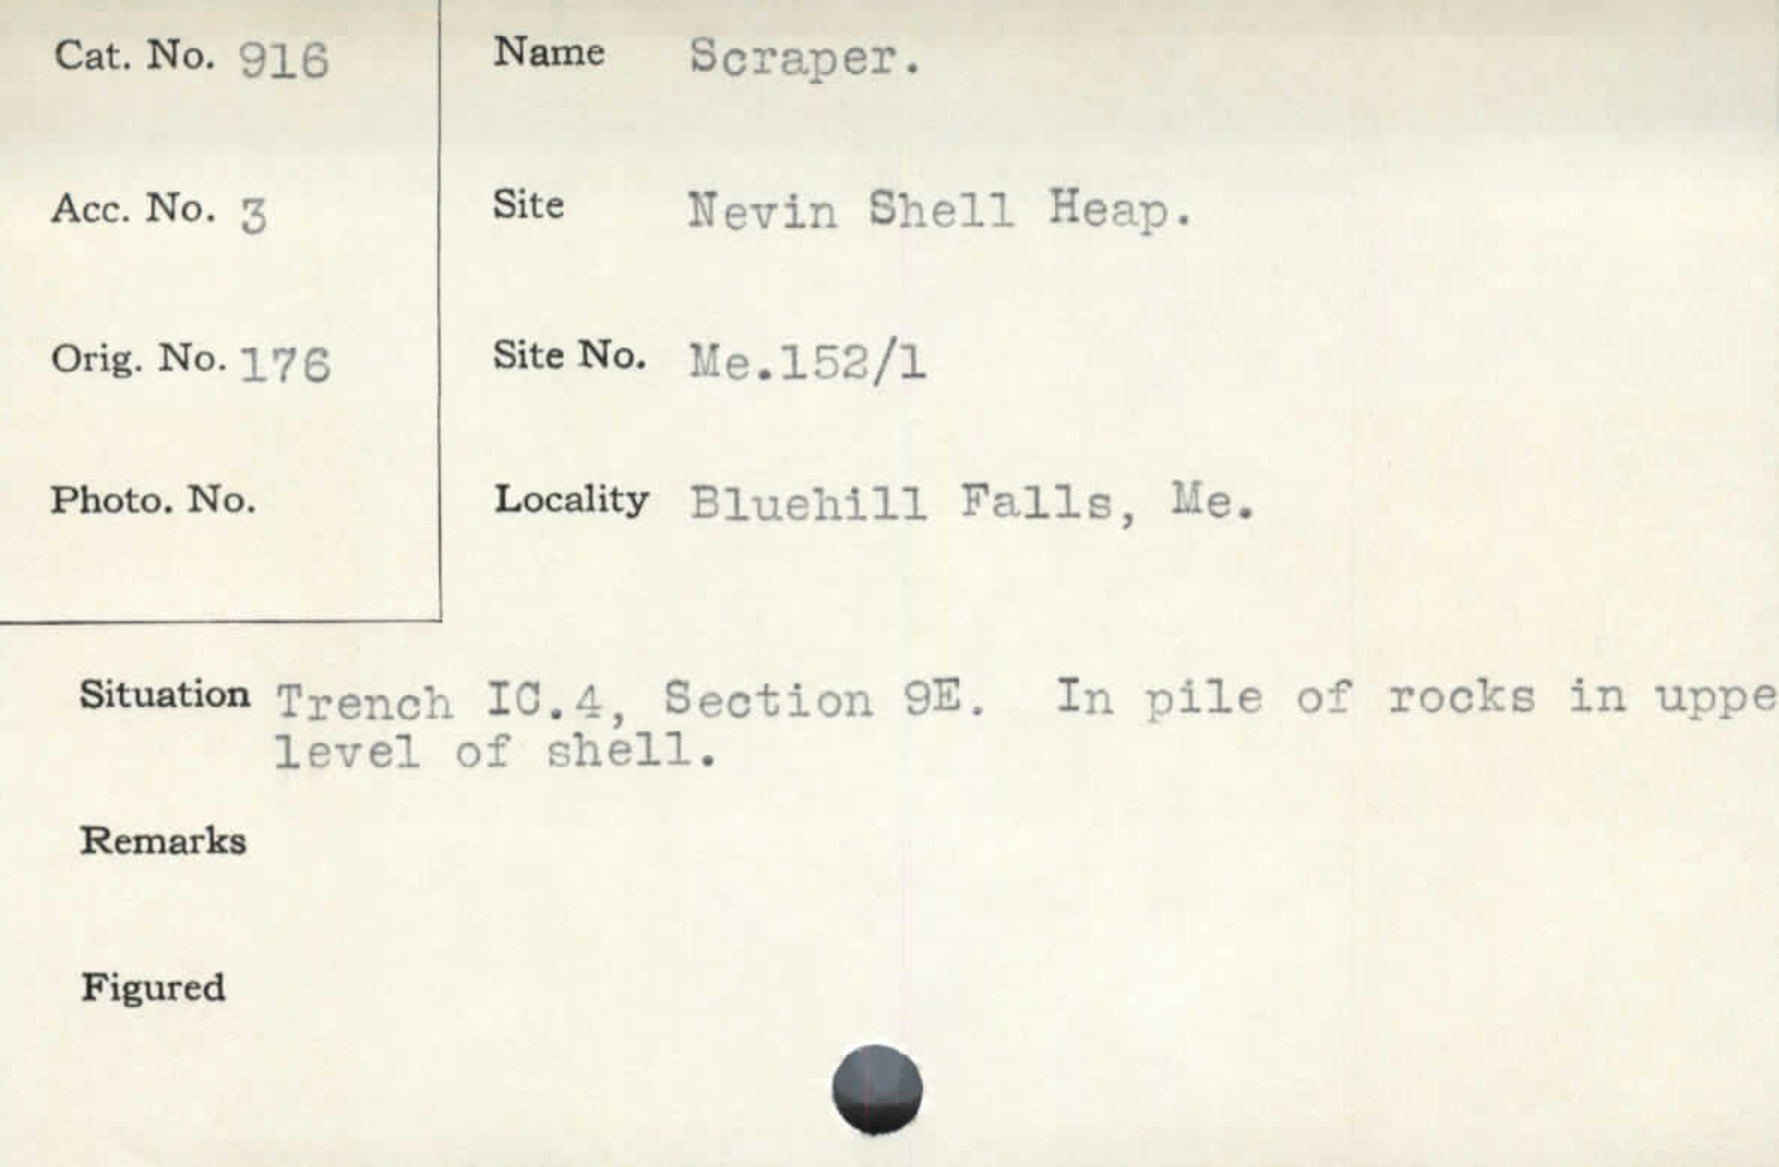 Cat. No. 916
Name Scraper.
Acc. No. 3
Site Nevin Shell Heap.
Orig. No. 176
Site No. Me.152/1
Photo. No.
Locality Bluehill Falls, Me.
Situation Trench IC.4, Section 9E. In pile of rocks in uppe
level of shell.
Remarks
Figured